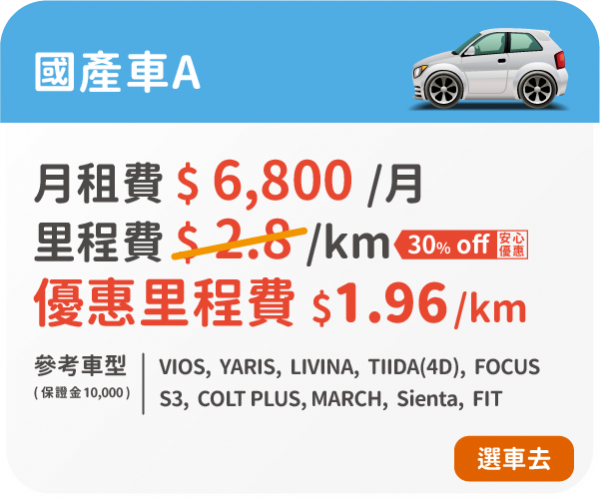 國產車A
月租費 $ 6,800 /月
里程費 $ 2.8 /km 30% off 安心優惠
優惠里程費 $1.96/km
參考車型
(保證金10,000)
VIOS, YARIS, LIVINA, TIIDA(4D), FOCUS
S3, COLT PLUS, MARCH, Sienta, FIT
選車去